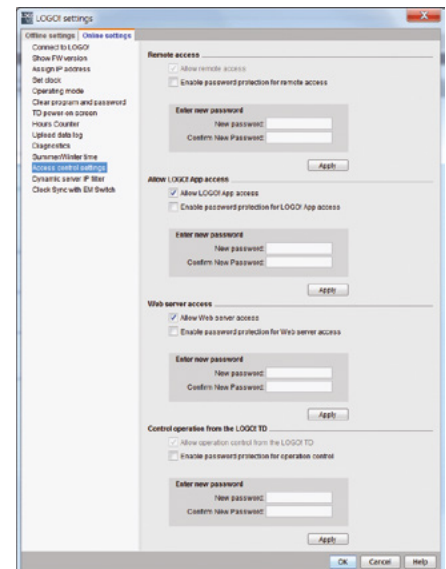 LOGO! settings
Offline settings
Online settings
Connect to LOGO!
Show FW version
Assign IP address
Set clock
Operating mode
Clear program and password
TD power-on screen
Hours Counter
Upload data log
Diagnostics
Summer/Winter time
Access control settings
Dynamic server IP filter
Clock Sync with EM Switch
Remote access
Allow remote access
Enable password protection for remote access
Enter new password
New password:
Confirm New Password:
Apply
Allow LOGO! App access
Allow LOGO! App access
Enable password protection for LOGO! App access
Enter new password
New password:
Confirm New Password:
Apply
Web server access
Allow Web server access
Enable password protection for Web server access
Enter new password
New password:
Confirm New Password:
Apply
Control operation from the LOGO! TD
Allow operation control from the LOGO! TD
Enable password protection for operation control
Enter new password
New password:
Confirm New Password:
Apply
OK
Cancel
Help